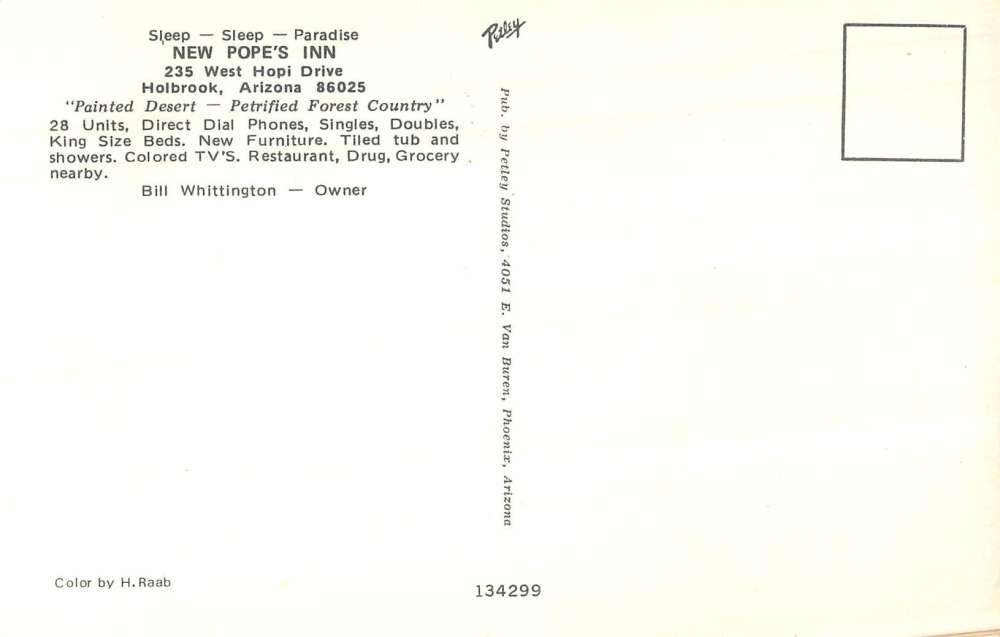 Sleep — Sleep — Paradise
NEW POPE'S INN
235 West Hopi Drive
Holbrook, Arizona 86025
"Painted Desert — Petrified Forest Country"
28 Units, Direct Dial Phones, Singles, Doubles,
King Size Beds. New Furniture. Tiled tub and
showers. Colored TV'S. Restaurant, Drug, Grocery
nearby.
Bill Whittington — Owner
Color by H. Raab
Petley
Pub. by Petley Studios, 4051 E. Van Buren, Phoenix, Arizona
134299